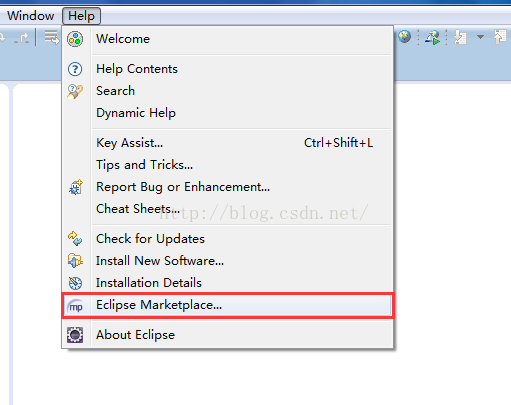 Window Help
Welcome
Help Contents
Search
Dynamic Help
Key Assist... Ctrl+Shift+L
Tips and Tricks...
Report Bug or Enhancement...
Cheat Sheets...
http://blog.csdn.net/
Check for Updates
Install New Software...
Installation Details
mp Eclipse Marketplace...
About Eclipse